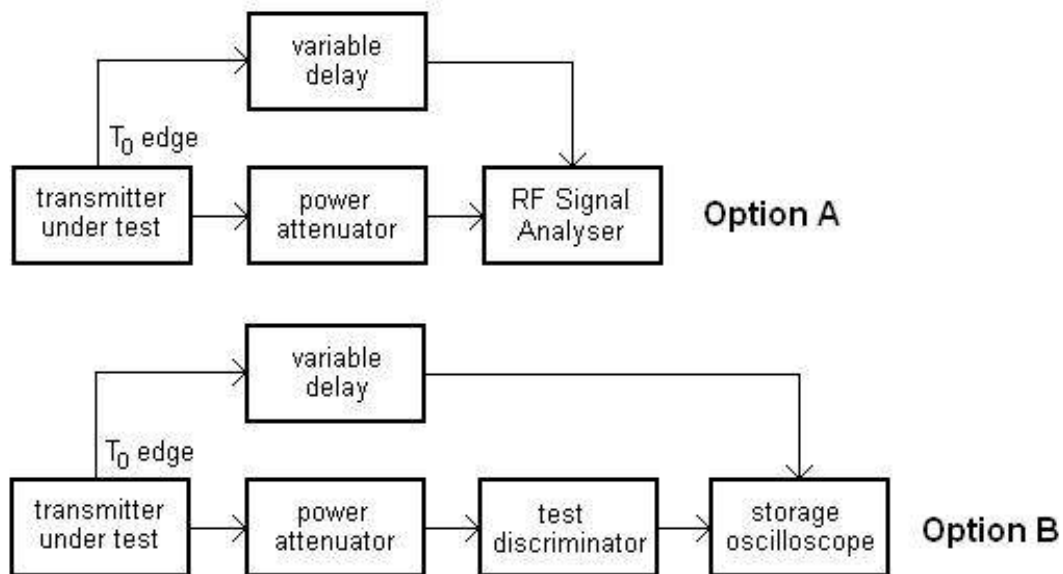 variable
delay
T0 edge
transmitter
under test
power
attenuator
RF Signal
Analyser
Option A
variable
delay
T0 edge
transmitter
under test
power
attenuator
test
discriminator
storage
oscilloscope
Option B